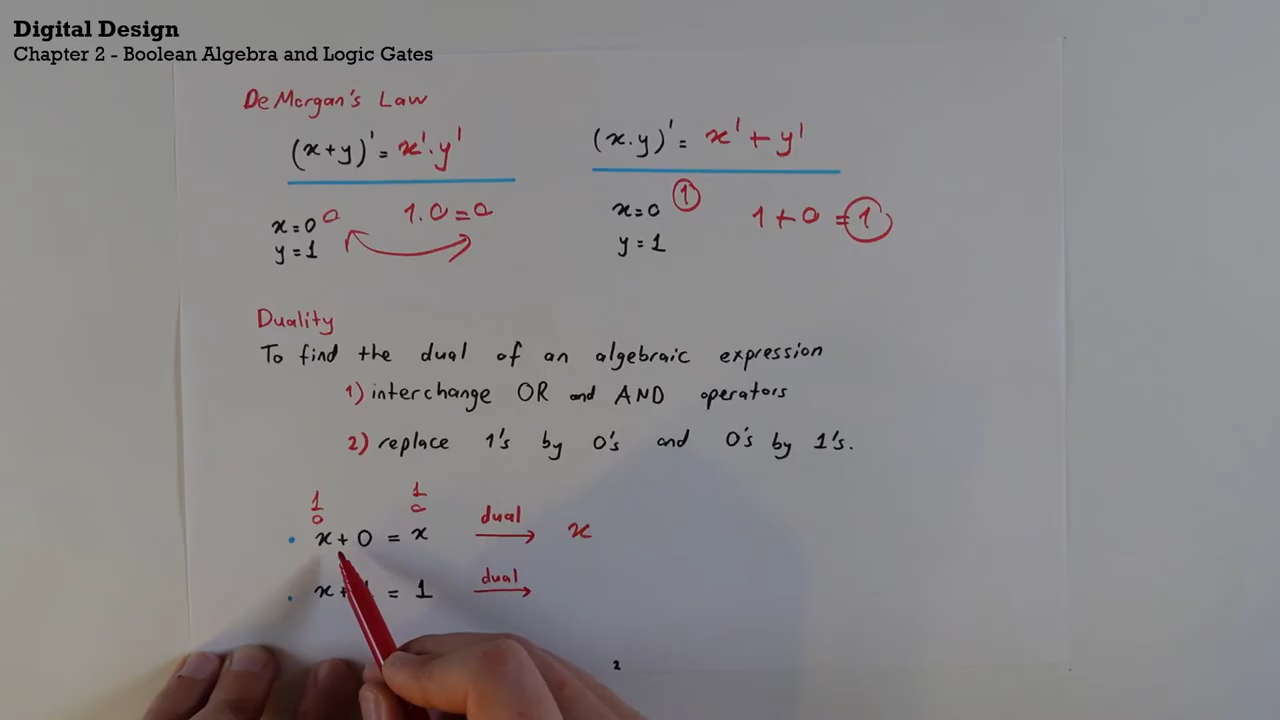 Digital Design
Chapter 2 - Boolean Algebra and Logic Gates
DeMorgan's Law
(x+y)' = x'.y'
(x.y)' = x' + y'
x=0 0
y=1
1.0=0
x=0 1
y=1
1+0=1
Duality
To find the dual of an algebraic expression
1) interchange OR and AND operators
2) replace 1's by 0's and 0's by 1's.
1 1
0 0
x+0 = x dual x
= 1 dual
2